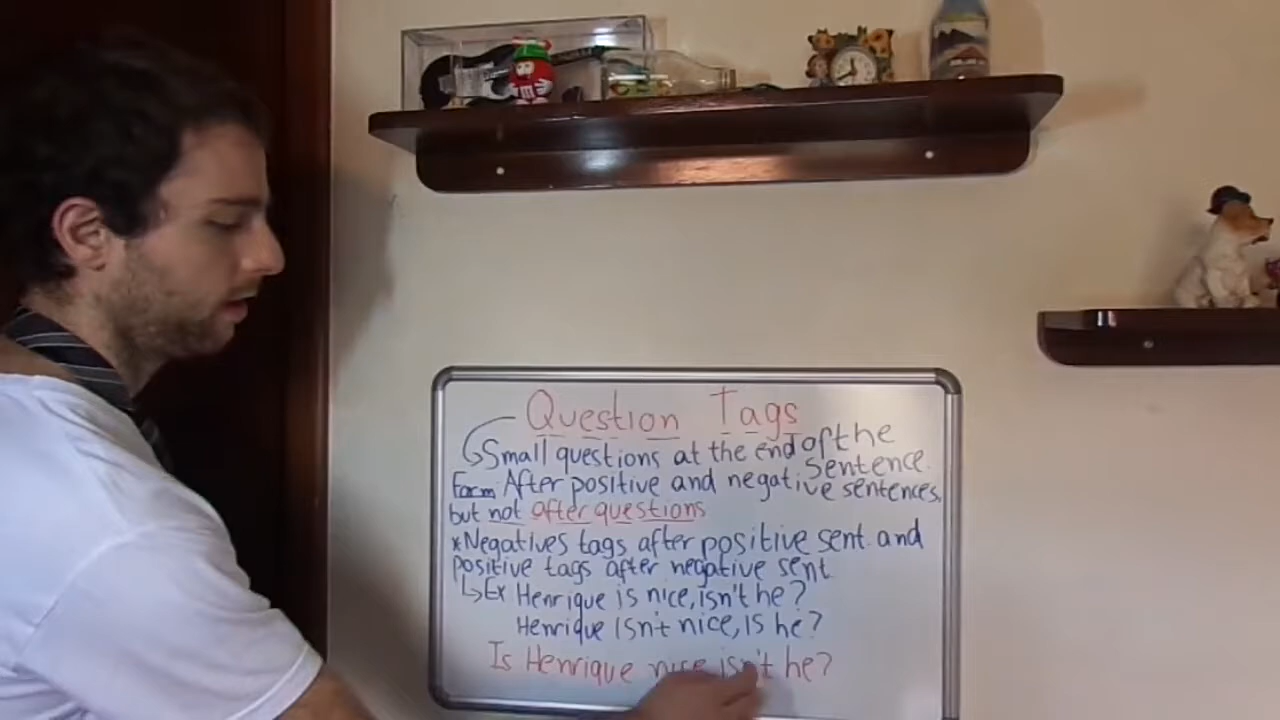 Question Tags
Small questions at the end of the
sentence.
Form: After positive and negative sentences,
but not after questions
*Negatives tags after positive sent. and
positive tags after negative sent.
↳Ex Henrique is nice, isn't he?
Henrique isn't nice, is he?
Is Henrique nice isn't he?